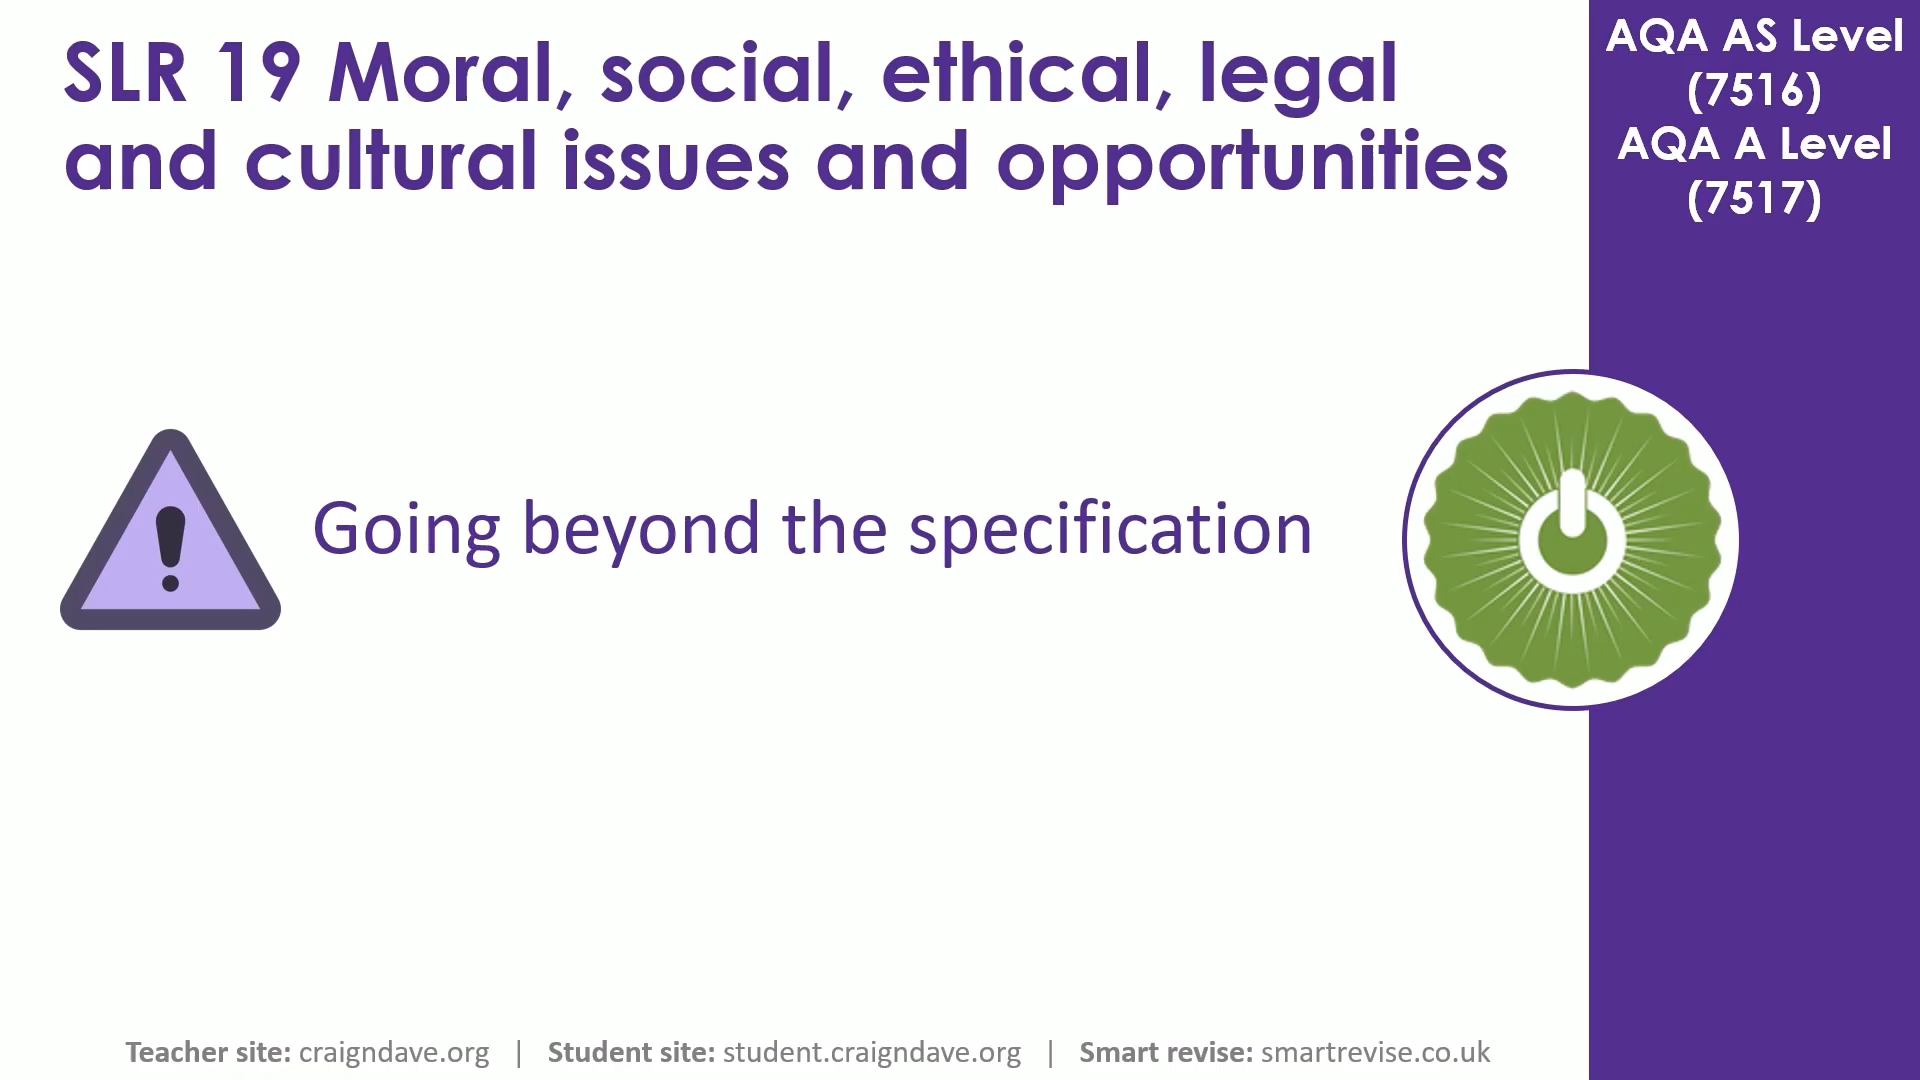 SLR 19 Moral, social, ethical, legal
and cultural issues and opportunities
AQA AS Level
(7516)
AQA A Level
(7517)
Going beyond the specification
Teacher site: craigndave.org | Student site: student.craigndave.org | Smart revise: smartrevise.co.uk